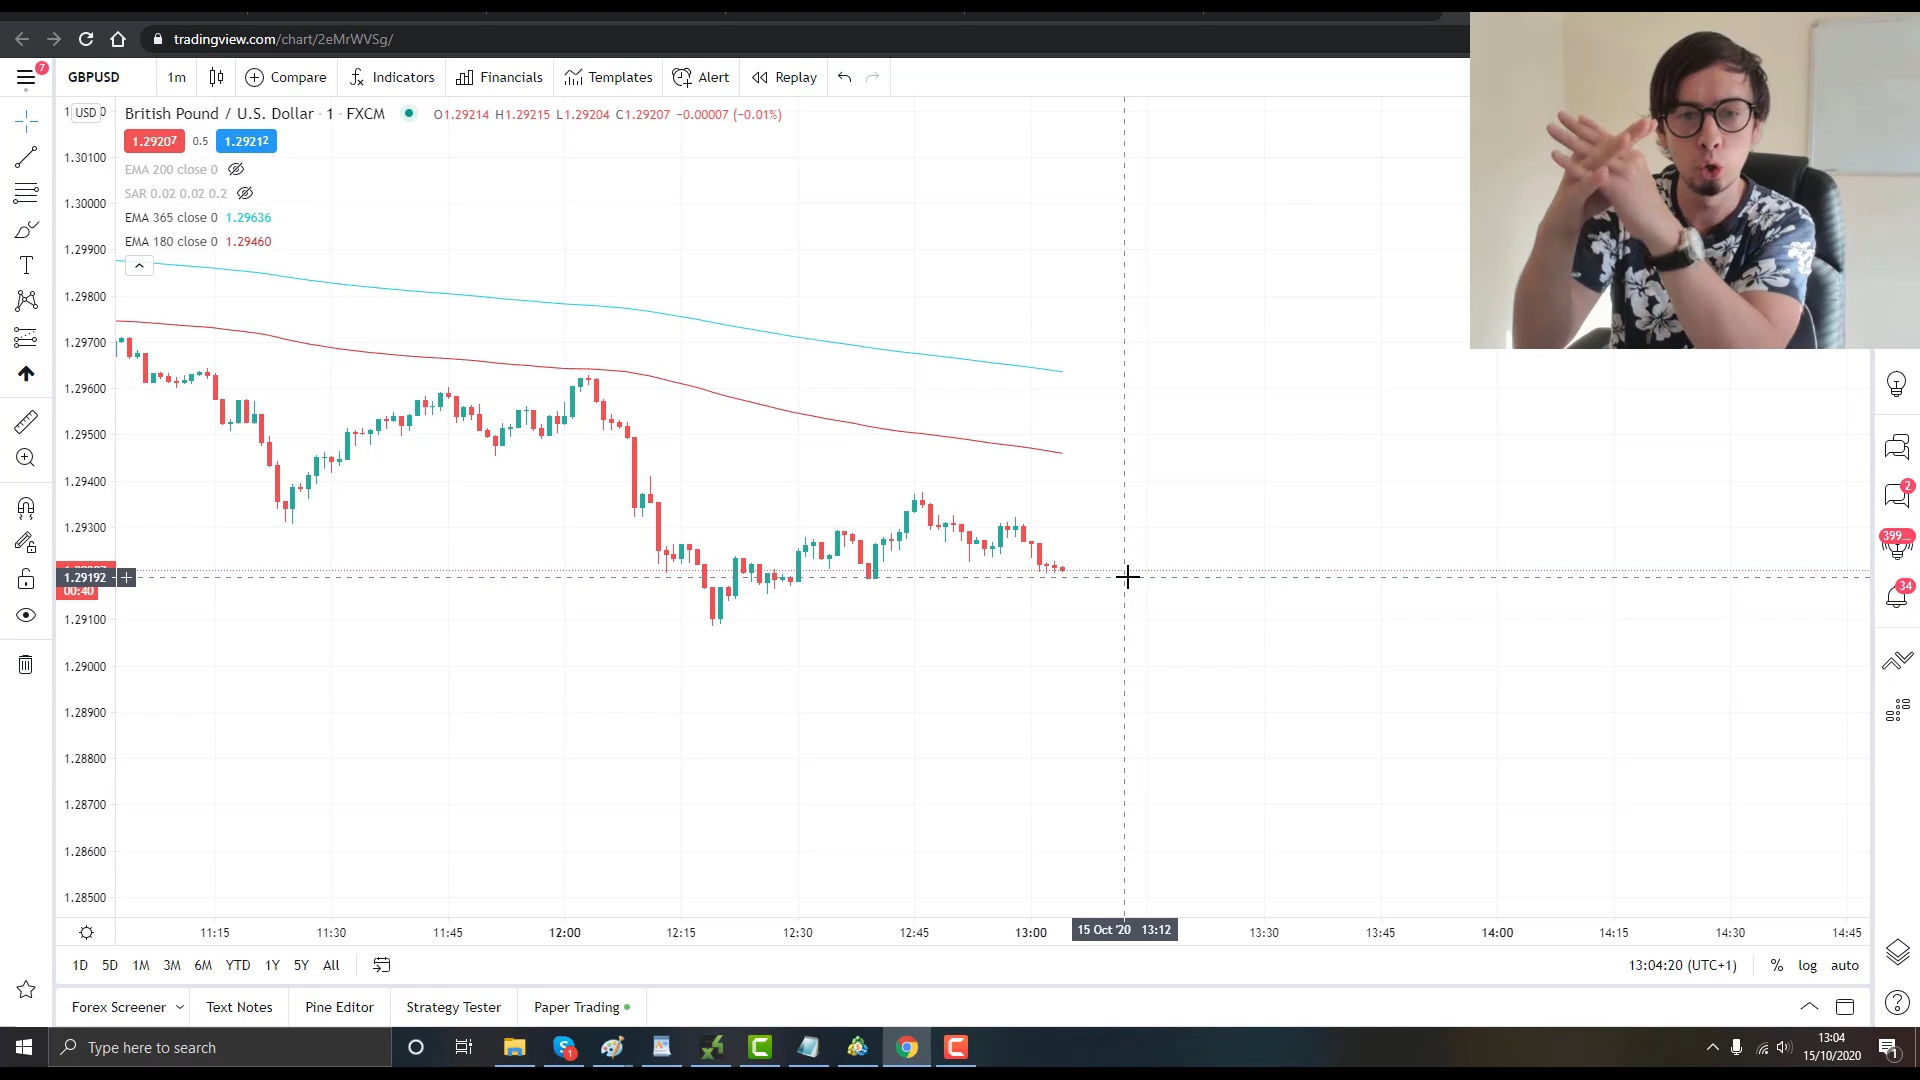 tradingview.com/chart/2eMrWVSg/
7
GBPUSD 1m Compare Indicators Financials Templates Alert Replay
USD
British Pound / U.S. Dollar · 1 · FXCM O1.29214 H1.29215 L1.29204 C1.29207 −0.00007 (−0.01%)
1.29207 0.5 1.29212
EMA 200 close 0
SAR 0.02 0.02 0.2
EMA 365 close 0 1.29636
EMA 180 close 0 1.29460
1.30100
1.30000
1.29900
1.29800
1.29700
1.29600
1.29500
1.29400
1.29300
1.29192
00:40
1.29100
1.29000
1.28900
1.28800
1.28700
1.28600
1.28500
2
399...
34
11:15 11:30 11:45 12:00 12:15 12:30 12:45 13:00 15 Oct '20 13:12 13:30 13:45 14:00 14:15 14:30 14:45
1D 5D 1M 3M 6M YTD 1Y 5Y All 13:04:20 (UTC+1) % log auto
Forex Screener Text Notes Pine Editor Strategy Tester Paper Trading
Type here to search
1
13:04
15/10/2020
1